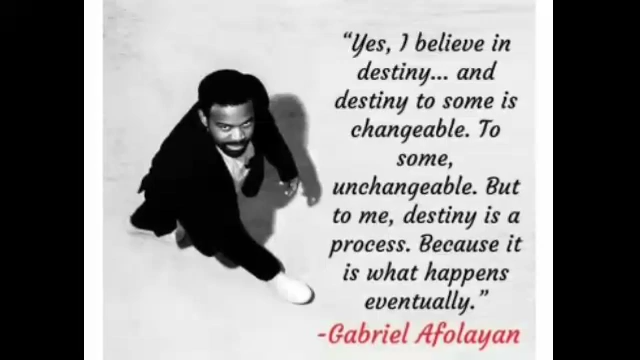 “Yes, I believe in
destiny... and
destiny to some is
changeable. To
some,
unchangeable. But
to me, destiny is a
process. Because it
is what happens
eventually.”
-Gabriel Afolayan